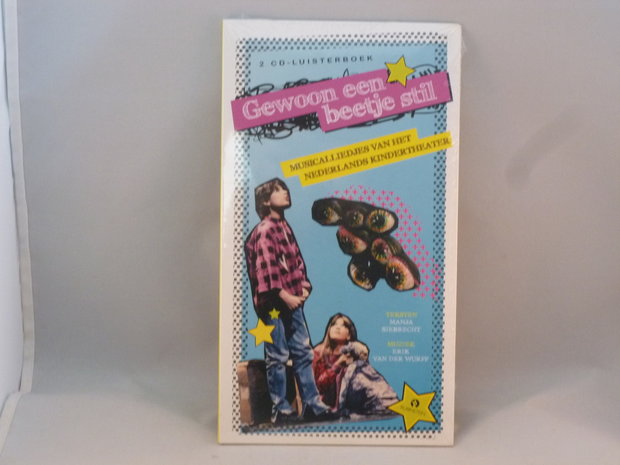 2 CD-LUISTERBOEK
Gewoon een
beetje stil
MUSICALLIEDJES VAN HET
NEDERLANDS KINDERTHEATER
TEKSTEN
MANJA
SIEBRECHT
MUZIEK
ERIK
VAN DER WURFF